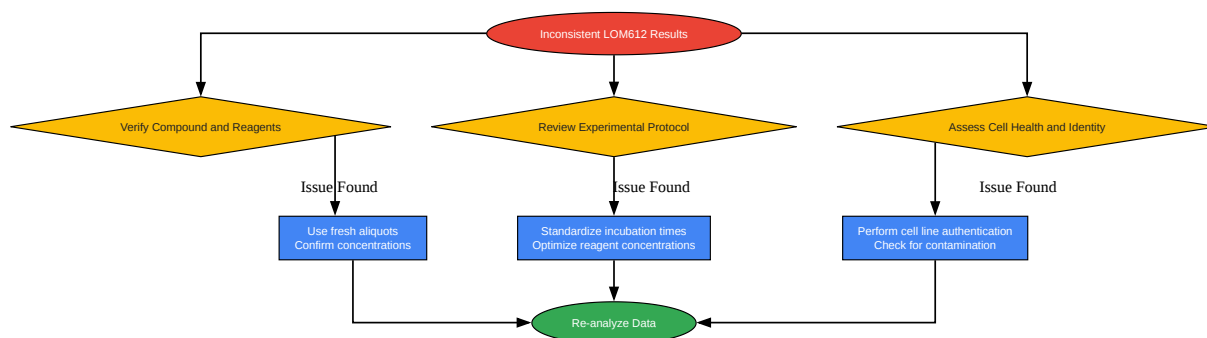 Inconsistent LOM612 Results
Verify Compound and Reagents
Review Experimental Protocol
Assess Cell Health and Identity
Issue Found
Issue Found
Issue Found
Use fresh aliquots
Confirm concentrations
Standardize incubation times
Optimize reagent concentrations
Perform cell line authentication
Check for contamination
Re-analyze Data